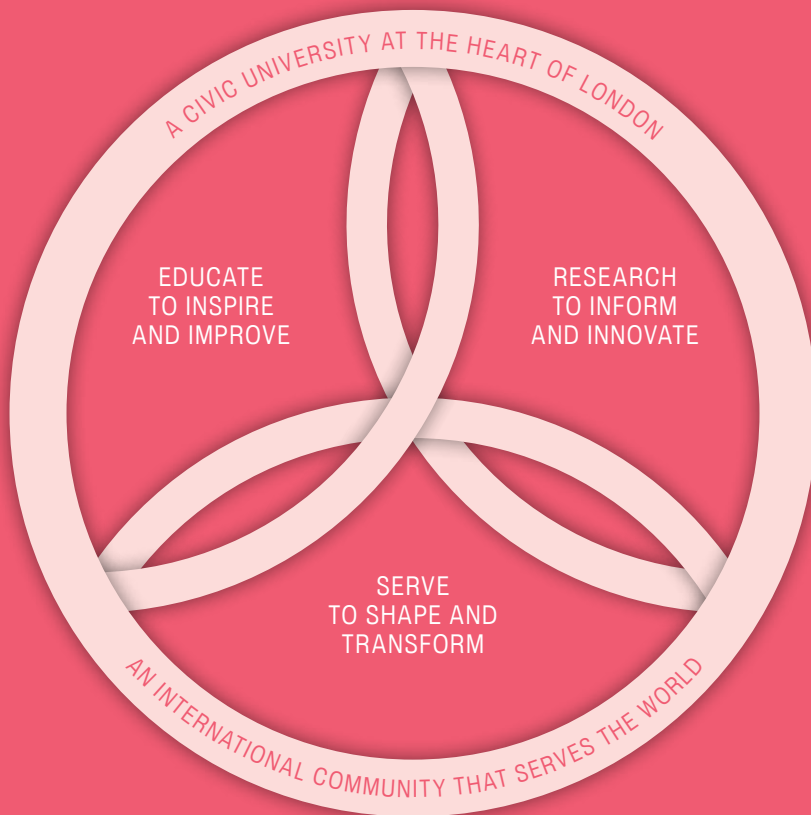 A CIVIC UNIVERSITY AT THE HEART OF LONDON
EDUCATE
TO INSPIRE
AND IMPROVE
RESEARCH
TO INFORM
AND INNOVATE
SERVE
TO SHAPE AND
TRANSFORM
AN INTERNATIONAL COMMUNITY THAT SERVES THE WORLD